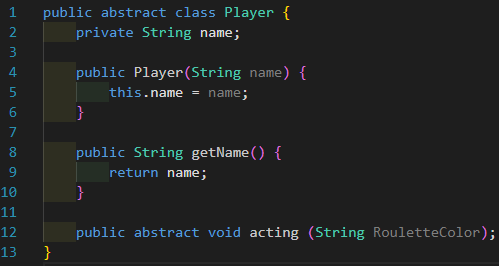 1 public abstract class Player {
2     private String name;
3
4     public Player(String name) {
5         this.name = name;
6     }
7
8     public String getName() {
9         return name;
10     }
11
12     public abstract void acting (String RouletteColor);
13 }